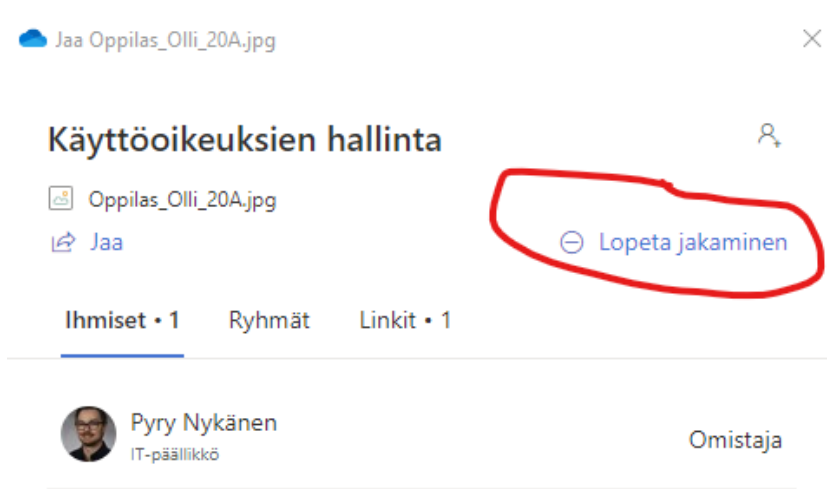 Jaa Oppilas_Olli_20A.jpg
Käyttöoikeuksien hallinta
Oppilas_Olli_20A.jpg
Jaa
Lopeta jakaminen
Ihmiset • 1 Ryhmät Linkit • 1
Pyry Nykänen
IT-päällikkö
Omistaja